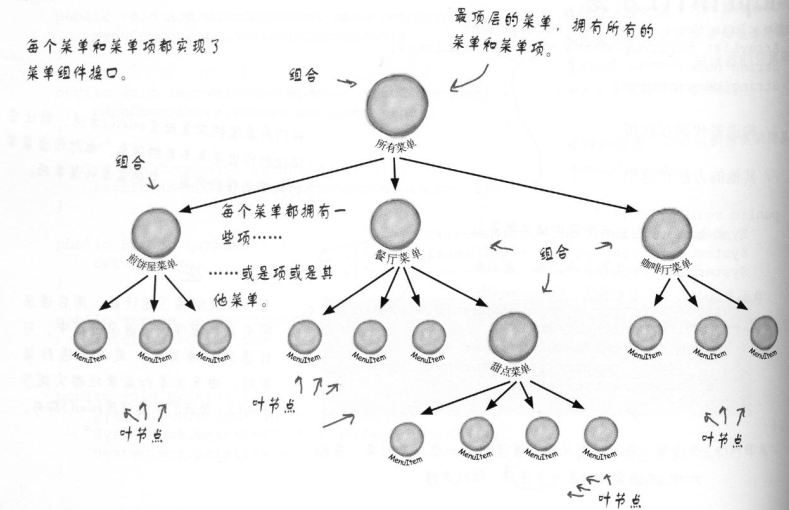 最顶层的菜单，拥有所有的
菜单和菜单项。
每个菜单和菜单项都实现了
菜单组件接口。
组合
所有菜单
组合
每个菜单都拥有一
些项……
……或是项或是其
他菜单。
煎饼屋菜单
餐厅菜单
组合
咖啡厅菜单
MenuItem
MenuItem
MenuItem
MenuItem
MenuItem
MenuItem
甜点菜单
MenuItem
MenuItem
MenuItem
叶节点
叶节点
叶节点
MenuItem
MenuItem
MenuItem
MenuItem
叶节点